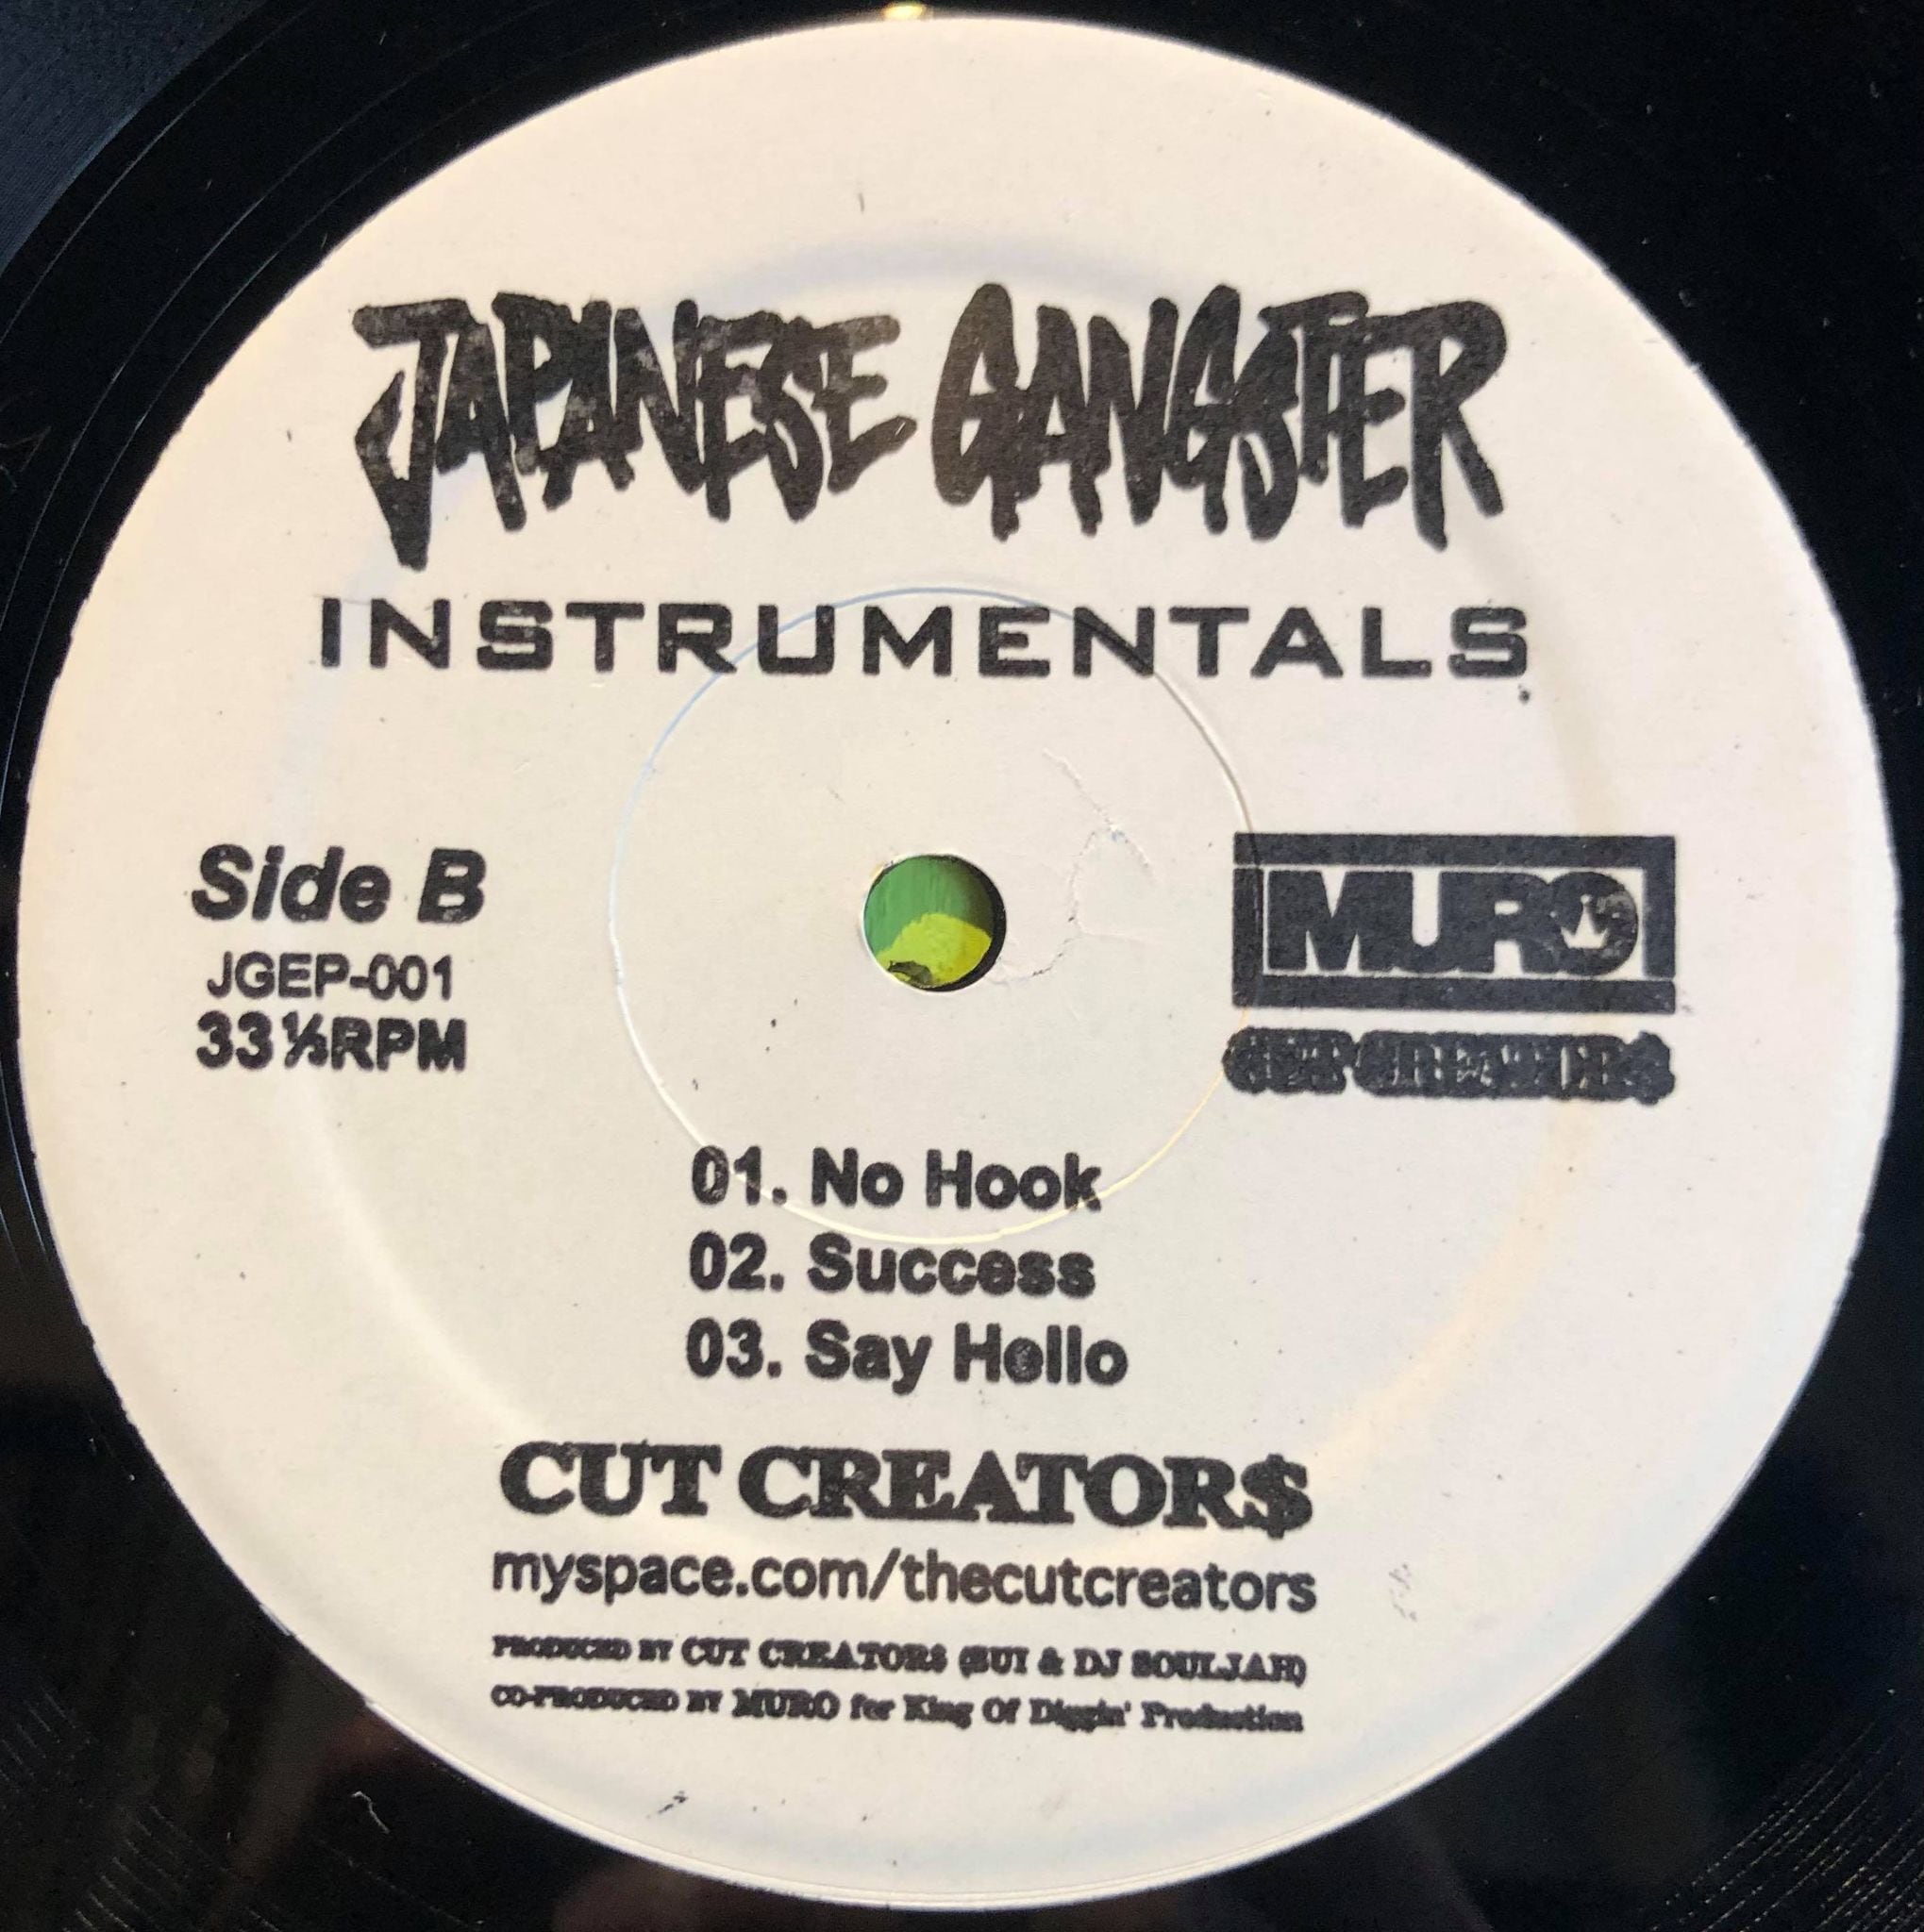 JAPANESE GANGSTER
INSTRUMENTALS
Side B
JGEP-001
33⅓RPM
MURO
CUT CREATOR$
01. No Hook
02. Success
03. Say Hello
CUT CREATOR$
myspace.com/thecutcreators
PRODUCED BY CUT CREATOR$ (SUI & DJ SOULJAH)
CO-PRODUCED BY MURO for King Of Diggin' Production